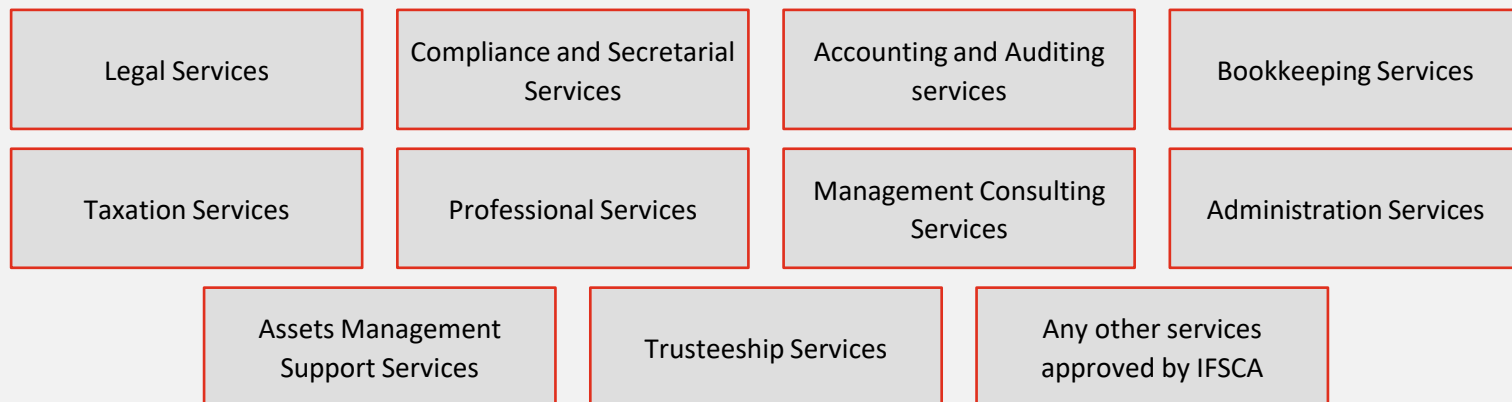 Legal Services
Compliance and Secretarial
Services
Accounting and Auditing
services
Bookkeeping Services
Taxation Services
Professional Services
Management Consulting
Services
Administration Services
Assets Management
Support Services
Trusteeship Services
Any other services
approved by IFSCA